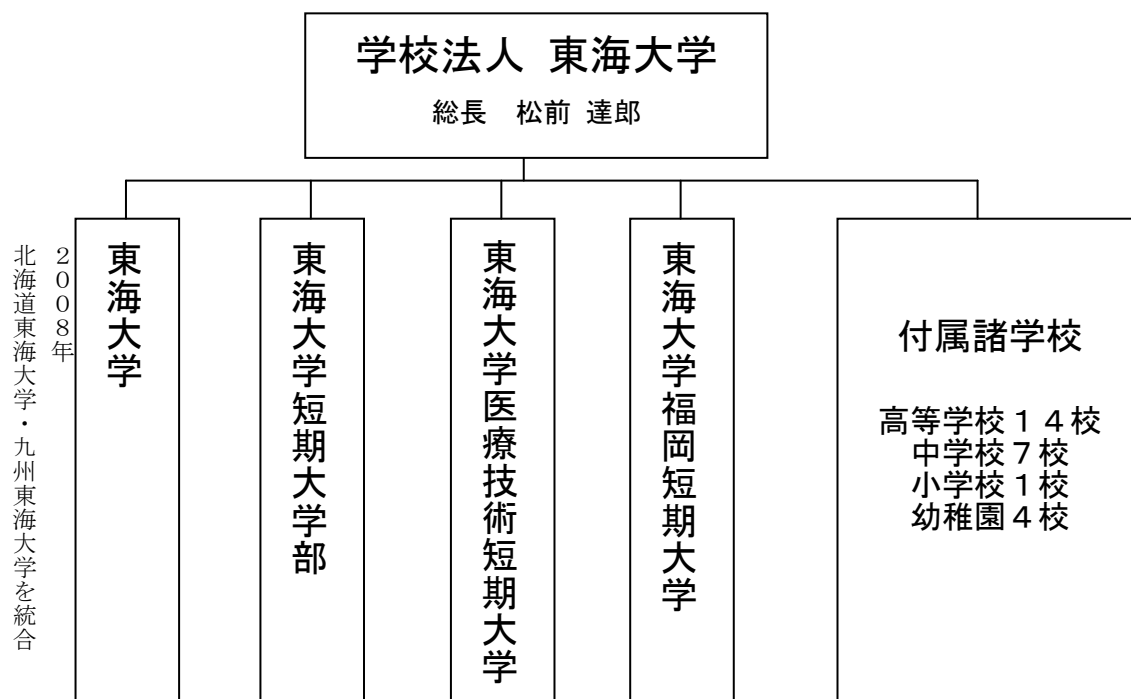 学校法人 東海大学
総長 松前 達郎
2008年
北海道東海大学・九州東海大学を統合
東海大学
東海大学短期大学部
東海大学医療技術短期大学
東海大学福岡短期大学
付属諸学校
高等学校14校
中学校7校
小学校1校
幼稚園4校